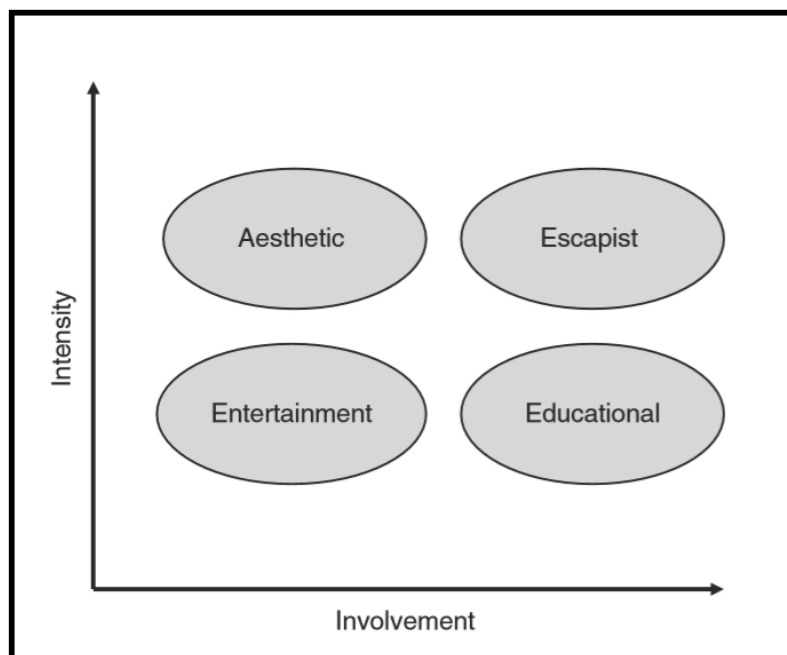 Aesthetic
Escapist
Intensity
Entertainment
Educational
Involvement